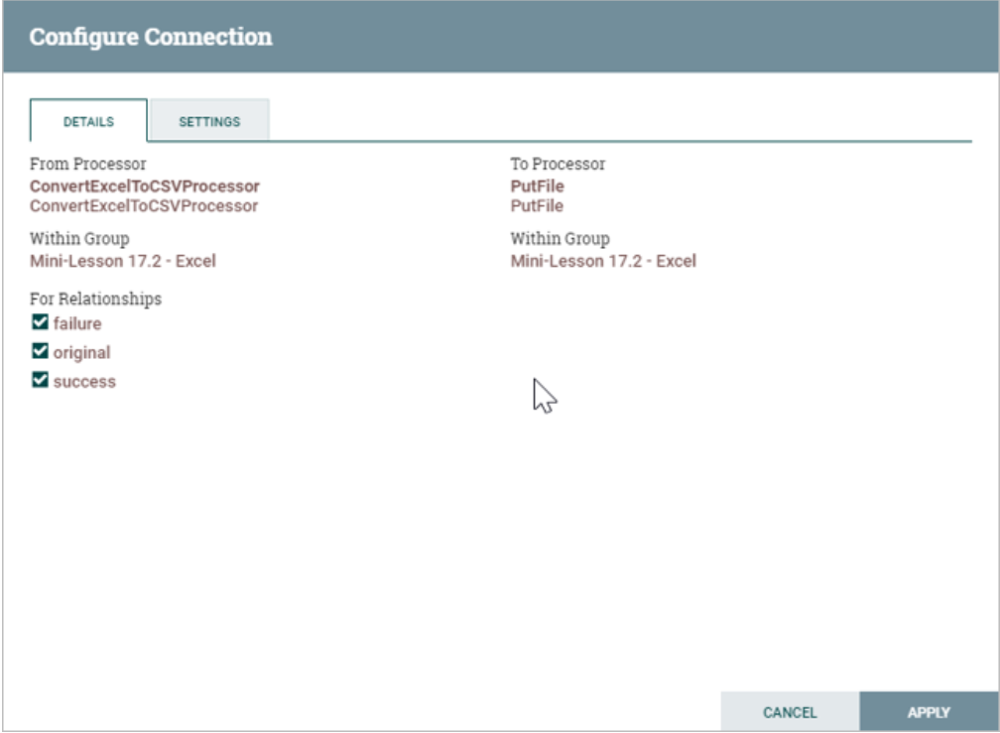 Configure Connection
DETAILS
SETTINGS
From Processor
ConvertExcelToCSVProcessor
ConvertExcelToCSVProcessor
Within Group
Mini-Lesson 17.2 - Excel
To Processor
PutFile
PutFile
Within Group
Mini-Lesson 17.2 - Excel
For Relationships
failure
original
success
CANCEL
APPLY